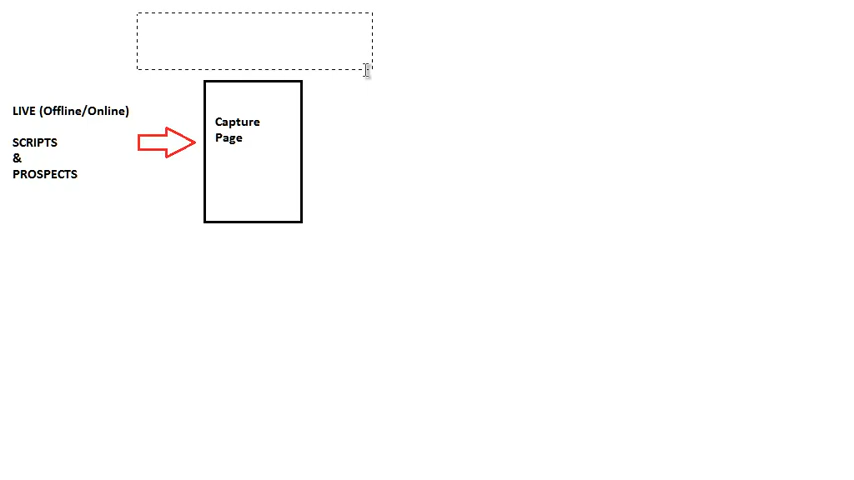 LIVE (Offline/Online)
SCRIPTS
&
PROSPECTS
Capture
Page